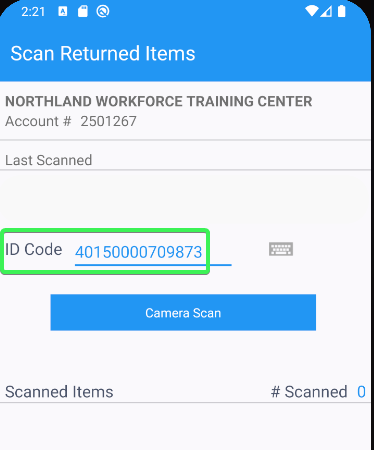 2:21
Scan Returned Items
NORTHLAND WORKFORCE TRAINING CENTER
Account # 2501267
Last Scanned
ID Code 40150000709873
Camera Scan
Scanned Items # Scanned 0